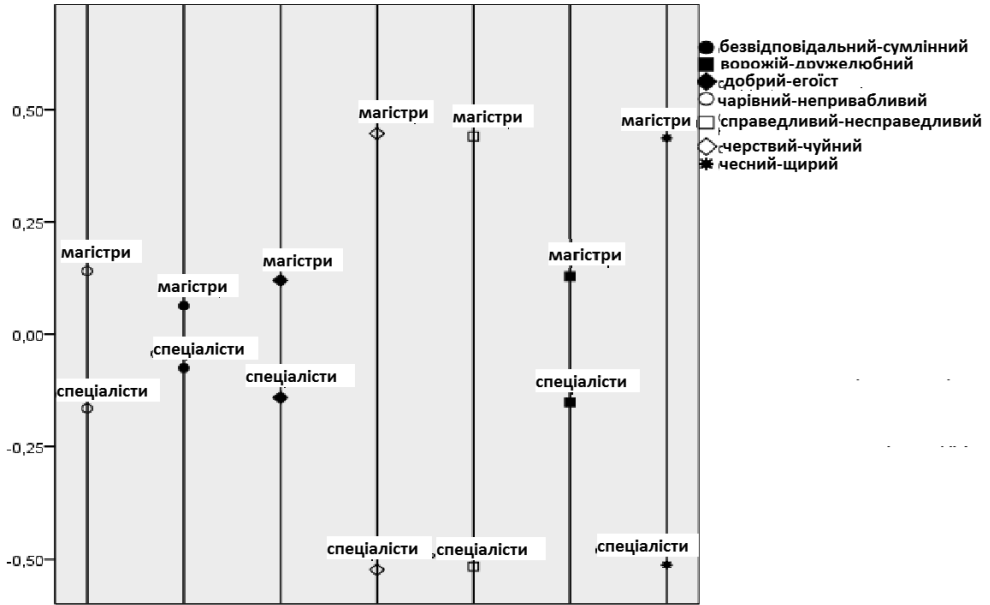 безвідповідальний-сумлінний
ворожій-дружелюбний
добрий-егоїст
чарівний-непривабливий
справедливий-несправедливий
черствий-чуйний
чесний-щирий
0,50
0,25
0,00
-0,25
-0,50
магістри
магістри
магістри
магістри
магістри
магістри
магістри
спеціалісти
спеціалісти
спеціалісти
спеціалісти
спеціалісти
спеціалісти
спеціалісти